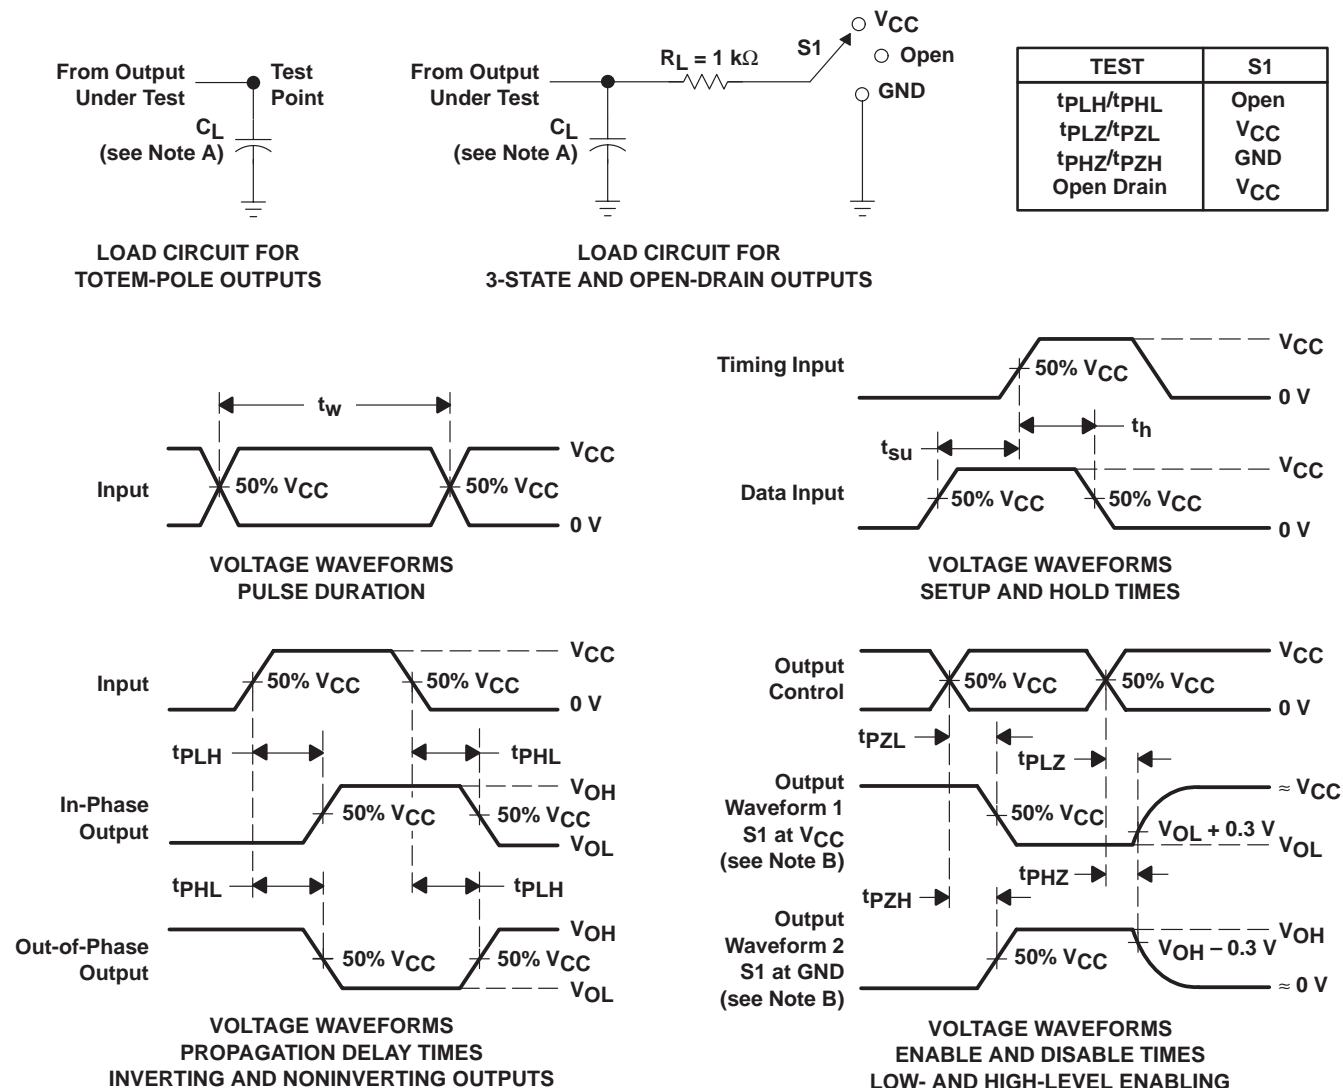 From Output
Under Test
Test
Point
CL
(see Note A)
LOAD CIRCUIT FOR
TOTEM-POLE OUTPUTS
From Output
Under Test
CL
(see Note A)
RL = 1 kΩ
S1
VCC
Open
GND
LOAD CIRCUIT FOR
3-STATE AND OPEN-DRAIN OUTPUTS
TEST S1
tPLH/tPHL Open
tPLZ/tPZL VCC
tPHZ/tPZH GND
Open Drain VCC
tw
Input
50% VCC
50% VCC
VCC
0 V
VOLTAGE WAVEFORMS
PULSE DURATION
Timing Input
50% VCC
VCC
0 V
tsu
th
Data Input
50% VCC
50% VCC
VCC
0 V
VOLTAGE WAVEFORMS
SETUP AND HOLD TIMES
Input
50% VCC
50% VCC
VCC
0 V
tPLH
tPHL
In-Phase
Output
50% VCC
50% VCC
VOH
VOL
tPHL
tPLH
Out-of-Phase
Output
50% VCC
50% VCC
VOH
VOL
VOLTAGE WAVEFORMS
PROPAGATION DELAY TIMES
INVERTING AND NONINVERTING OUTPUTS
Output
Control
50% VCC
50% VCC
VCC
0 V
tPZL
tPLZ
Output
Waveform 1
S1 at VCC
(see Note B)
50% VCC
≈ VCC
VOL + 0.3 V
VOL
tPZH
tPHZ
Output
Waveform 2
S1 at GND
(see Note B)
50% VCC
VOH
VOH – 0.3 V
≈ 0 V
VOLTAGE WAVEFORMS
ENABLE AND DISABLE TIMES
LOW- AND HIGH-LEVEL ENABLING